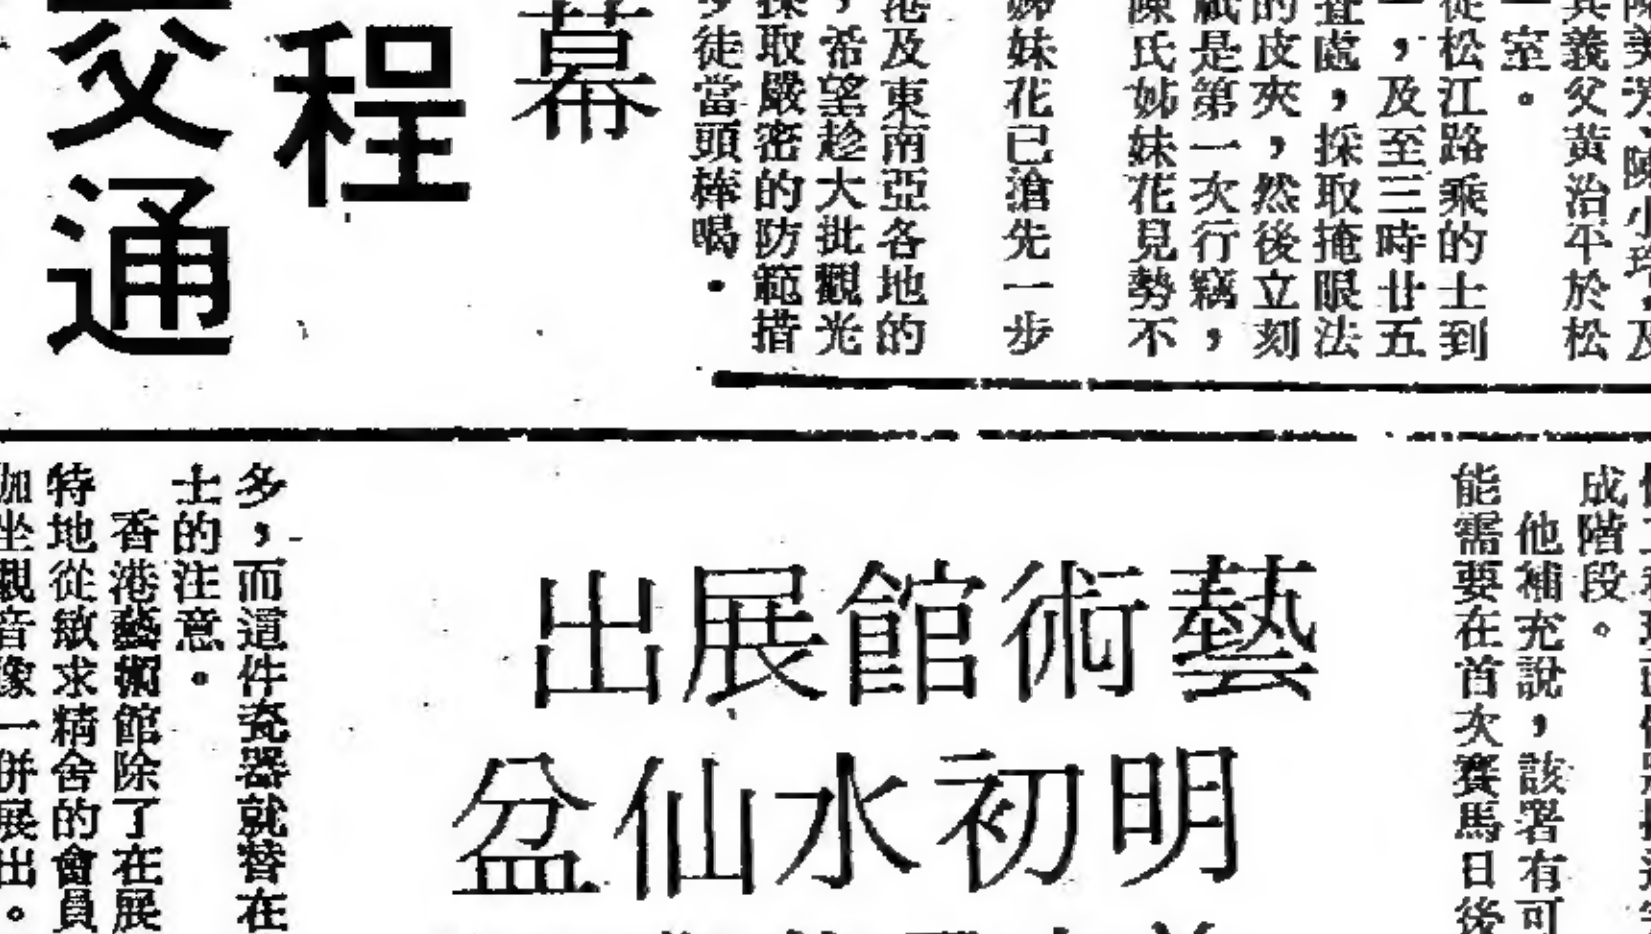 從松江路乘的士到
一，及至三時廿五
查處，採取掩眼法
的皮夾，然後立刻
祇是第一次行竊，
陳氏姊妹花見勢不
姊妹花已滄先一步
港及東南亞各地的
，希望趁大批觀光
採取嚴密的防範措
徒當頭棒喝．
幕
程
交通
其義父黃治平於松
一室。
成階段。
他補充說，該署有可
能需要在首次賽馬日後
藝術館展出
明初水仙盆
多，而這件瓷器就替在
士的注意。
香港藝術館除了在展
特地從敏求精舍的會員
坐觀音像一併展出。